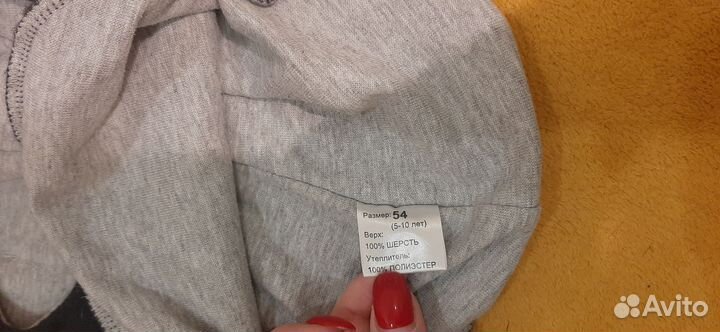 Размер: 54
(5-10 лет)
Верх:
100% ШЕРСТЬ
Утеплитель:
100% ПОЛИЭСТЕР
Avito